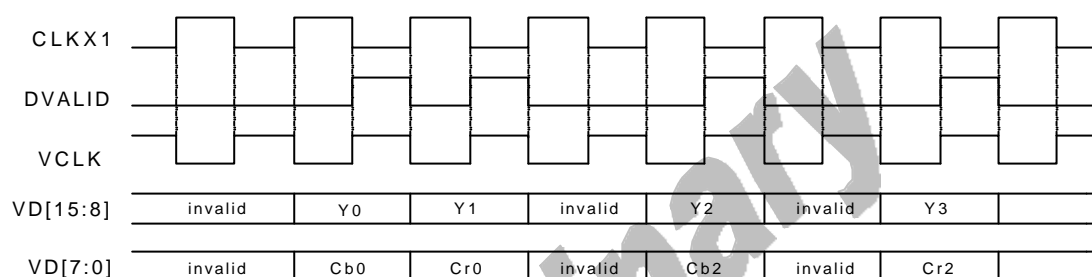 CLKX1
DVALID
VCLK
VD[15:8] invalid Y0 Y1 invalid Y2 invalid Y3
VD[7:0] invalid Cb0 Cr0 invalid Cb2 invalid Cr2